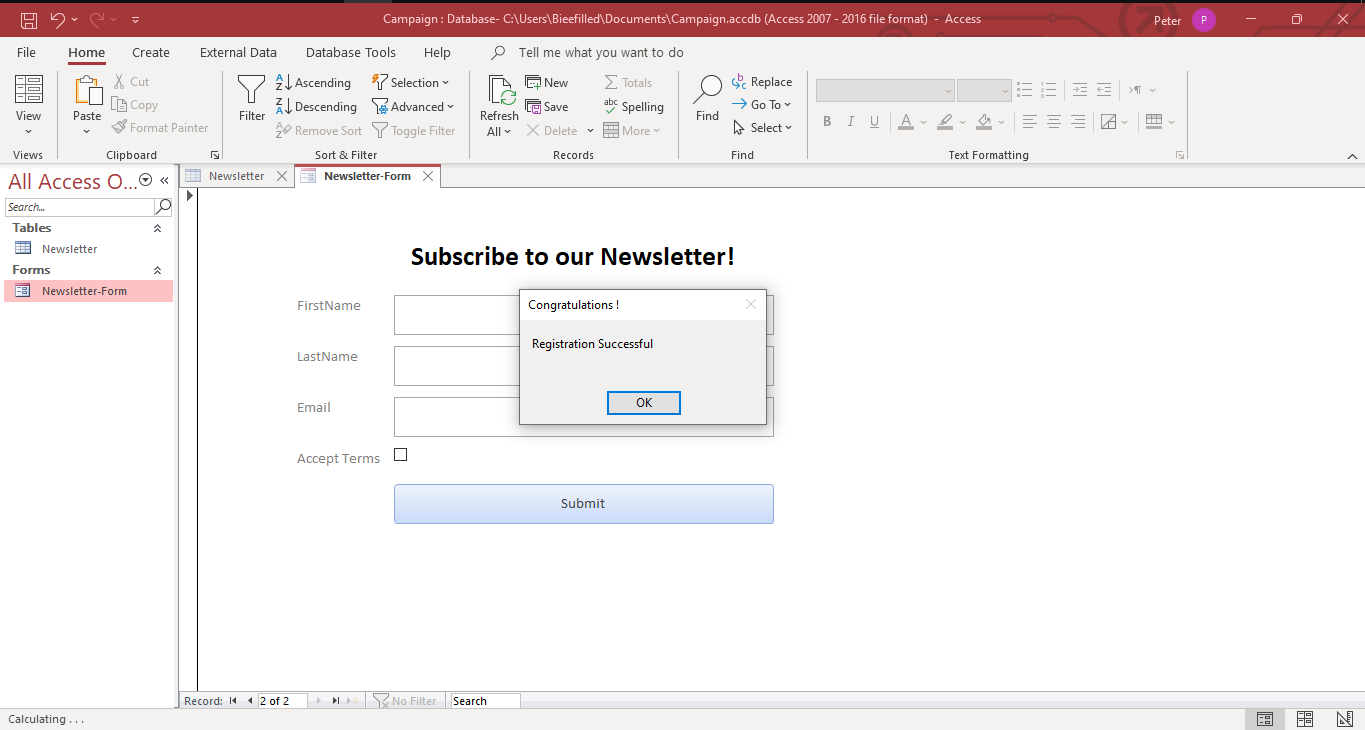 Campaign : Database- C:\Users\Bieefilled\Documents\Campaign.accdb (Access 2007 - 2016 file format) - Access
Peter
P
File Home Create External Data Database Tools Help Tell me what you want to do
View
Views
Paste
Cut
Copy
Format Painter
Clipboard
Filter
Ascending
Descending
Remove Sort
Selection
Advanced
Toggle Filter
Sort & Filter
Refresh
All
New
Save
Delete
Totals
Spelling
More
Records
Find
Replace
Go To
Select
Find
B I U A
Text Formatting
All Access O...
Search...
Tables
Newsletter
Forms
Newsletter-Form
Newsletter
Newsletter-Form
Subscribe to our Newsletter!
FirstName
LastName
Email
Accept Terms
Submit
Congratulations !
Registration Successful
OK
Record: 2 of 2 No Filter Search
Calculating . . .